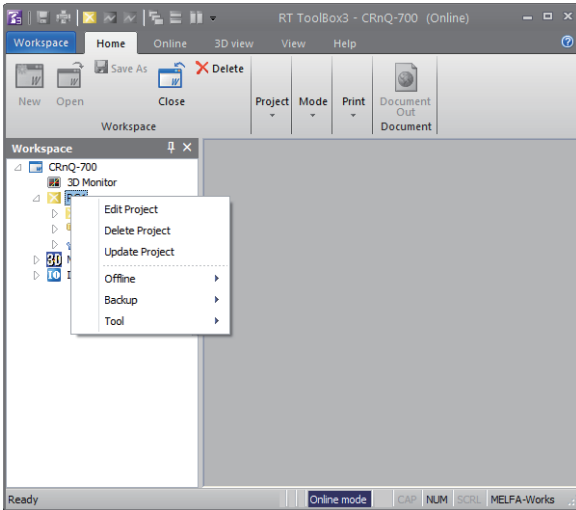 RT ToolBox3 - CRnQ-700 (Online)
Workspace Home Online 3D view View Help
New Open Save As Close Delete Project Mode Print Document Out
Workspace Document
Workspace
CRnQ-700
3D Monitor
Edit Project
Delete Project
Update Project
Offline
Backup
Tool
Ready Online mode CAP NUM SCRL MELFA-Works